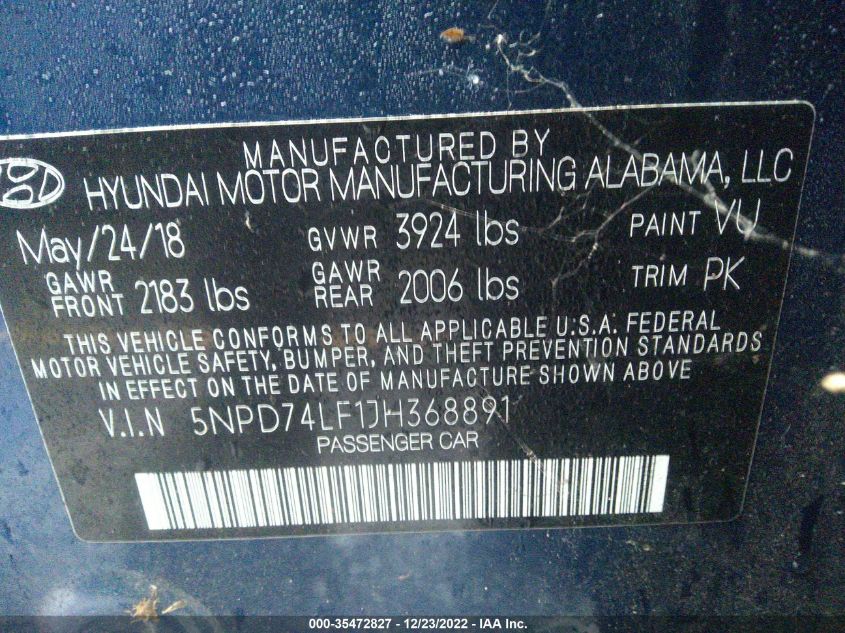 MANUFACTURED BY
HYUNDAI MOTOR MANUFACTURING ALABAMA, LLC
May/24/18 GVWR 3924 lbs PAINT VU
GAWR FRONT 2183 lbs GAWR REAR 2006 lbs TRIM PK
THIS VEHICLE CONFORMS TO ALL APPLICABLE U.S.A. FEDERAL
MOTOR VEHICLE SAFETY, BUMPER, AND THEFT PREVENTION STANDARDS
IN EFFECT ON THE DATE OF MANUFACTURE SHOWN ABOVE
V.I.N 5NPD74LF1JH368891
PASSENGER CAR
000-35472827 - 12/23/2022 - IAA Inc.